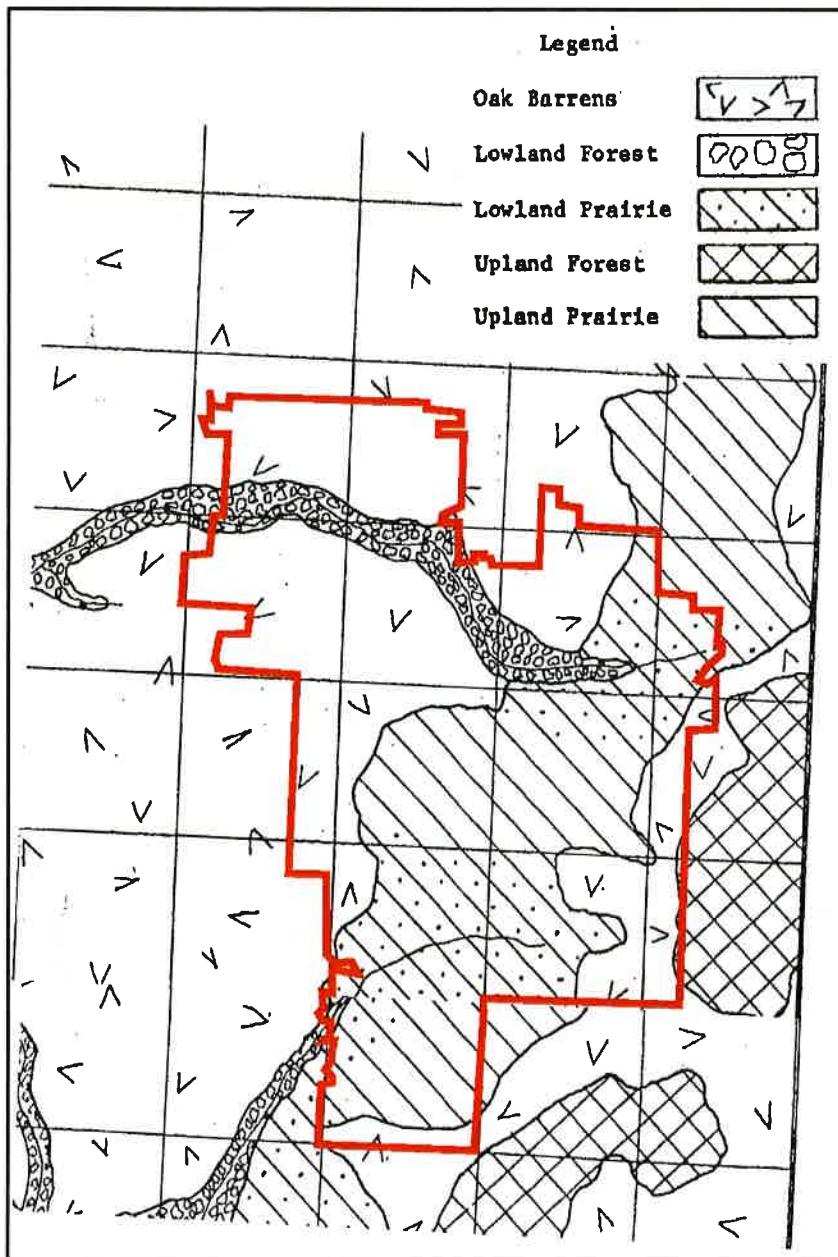 Legend
Oak Barrens
Lowland Forest
Lowland Prairie
Upland Forest
Upland Prairie